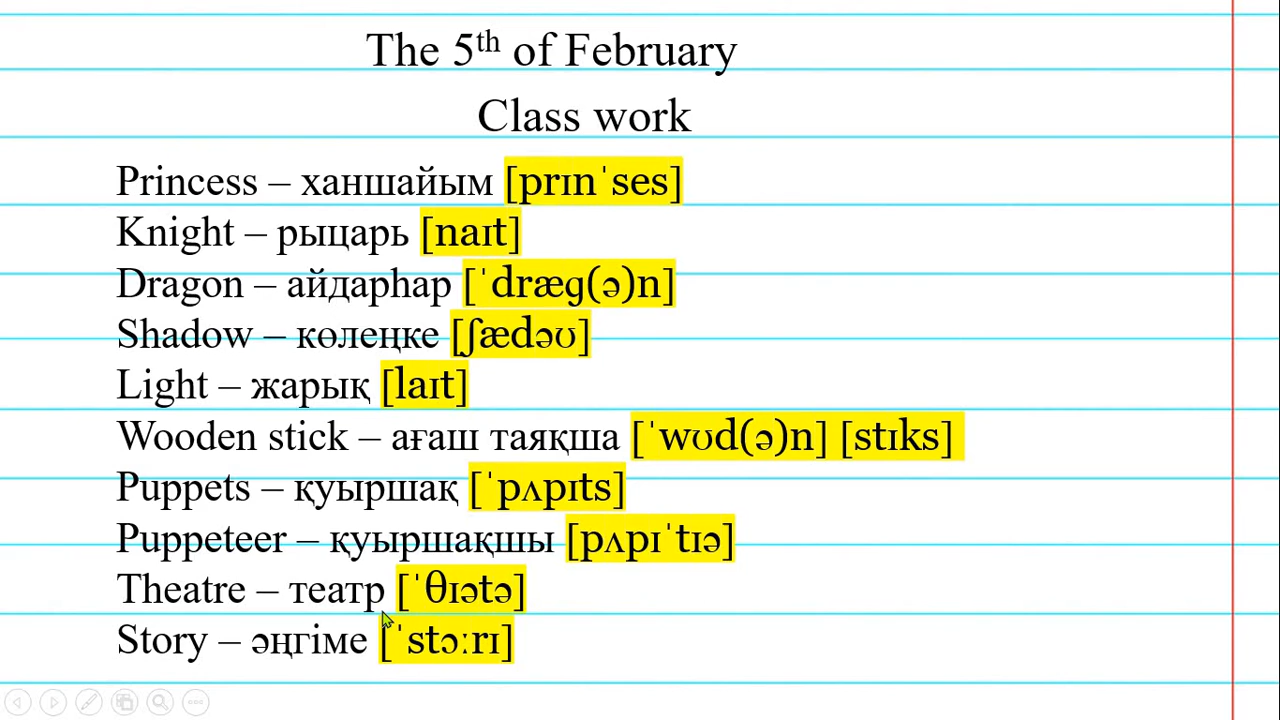 The 5th of February
Class work
Princess – ханшайым [prɪnˈses]
Knight – рыцарь [naɪt]
Dragon – айдаһар [ˈdræɡ(ə)n]
Shadow – көлеңке [ʃædəʊ]
Light – жарық [laɪt]
Wooden stick – ағаш таяқша [ˈwʊd(ə)n] [stɪks]
Puppets – қуыршақ [ˈpʌpɪts]
Puppeteer – қуыршақшы [pʌpɪˈtɪə]
Theatre – театр [ˈθɪətə]
Story – әңгіме [ˈstɔːrɪ]